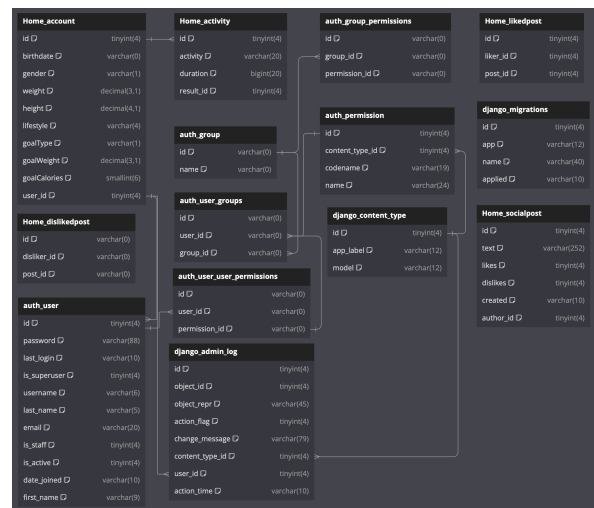 Home_account
id tinyint(4)
birthdate varchar(0)
gender varchar(1)
weight decimal(3,1)
height decimal(4,1)
lifestyle varchar(4)
goalType varchar(1)
goalWeight decimal(3,1)
goalCalories smallint(6)
user_id tinyint(4)
Home_dislikedpost
id varchar(0)
disliker_id varchar(0)
post_id varchar(0)
auth_user
id tinyint(4)
password varchar(88)
last_login varchar(10)
is_superuser tinyint(4)
username varchar(6)
last_name varchar(5)
email varchar(20)
is_staff tinyint(4)
is_active tinyint(4)
date_joined varchar(10)
first_name varchar(9)
Home_activity
id tinyint(4)
activity varchar(20)
duration bigint(20)
result_id tinyint(4)
auth_group
id varchar(0)
name varchar(0)
auth_user_groups
id varchar(0)
user_id varchar(0)
group_id varchar(0)
auth_user_user_permissions
id varchar(0)
user_id varchar(0)
permission_id varchar(0)
django_admin_log
id tinyint(4)
object_id tinyint(4)
object_repr varchar(45)
action_flag tinyint(4)
change_message varchar(79)
content_type_id tinyint(4)
user_id tinyint(4)
action_time varchar(10)
auth_group_permissions
id varchar(0)
group_id varchar(0)
permission_id varchar(0)
auth_permission
id tinyint(4)
content_type_id tinyint(4)
codename varchar(19)
name varchar(24)
django_content_type
id tinyint(4)
app_label varchar(12)
model varchar(12)
Home_likedpost
id tinyint(4)
liker_id tinyint(4)
post_id tinyint(4)
django_migrations
id tinyint(4)
app varchar(12)
name varchar(40)
applied varchar(10)
Home_socialpost
id tinyint(4)
text varchar(252)
likes tinyint(4)
dislikes tinyint(4)
created varchar(10)
author_id tinyint(4)